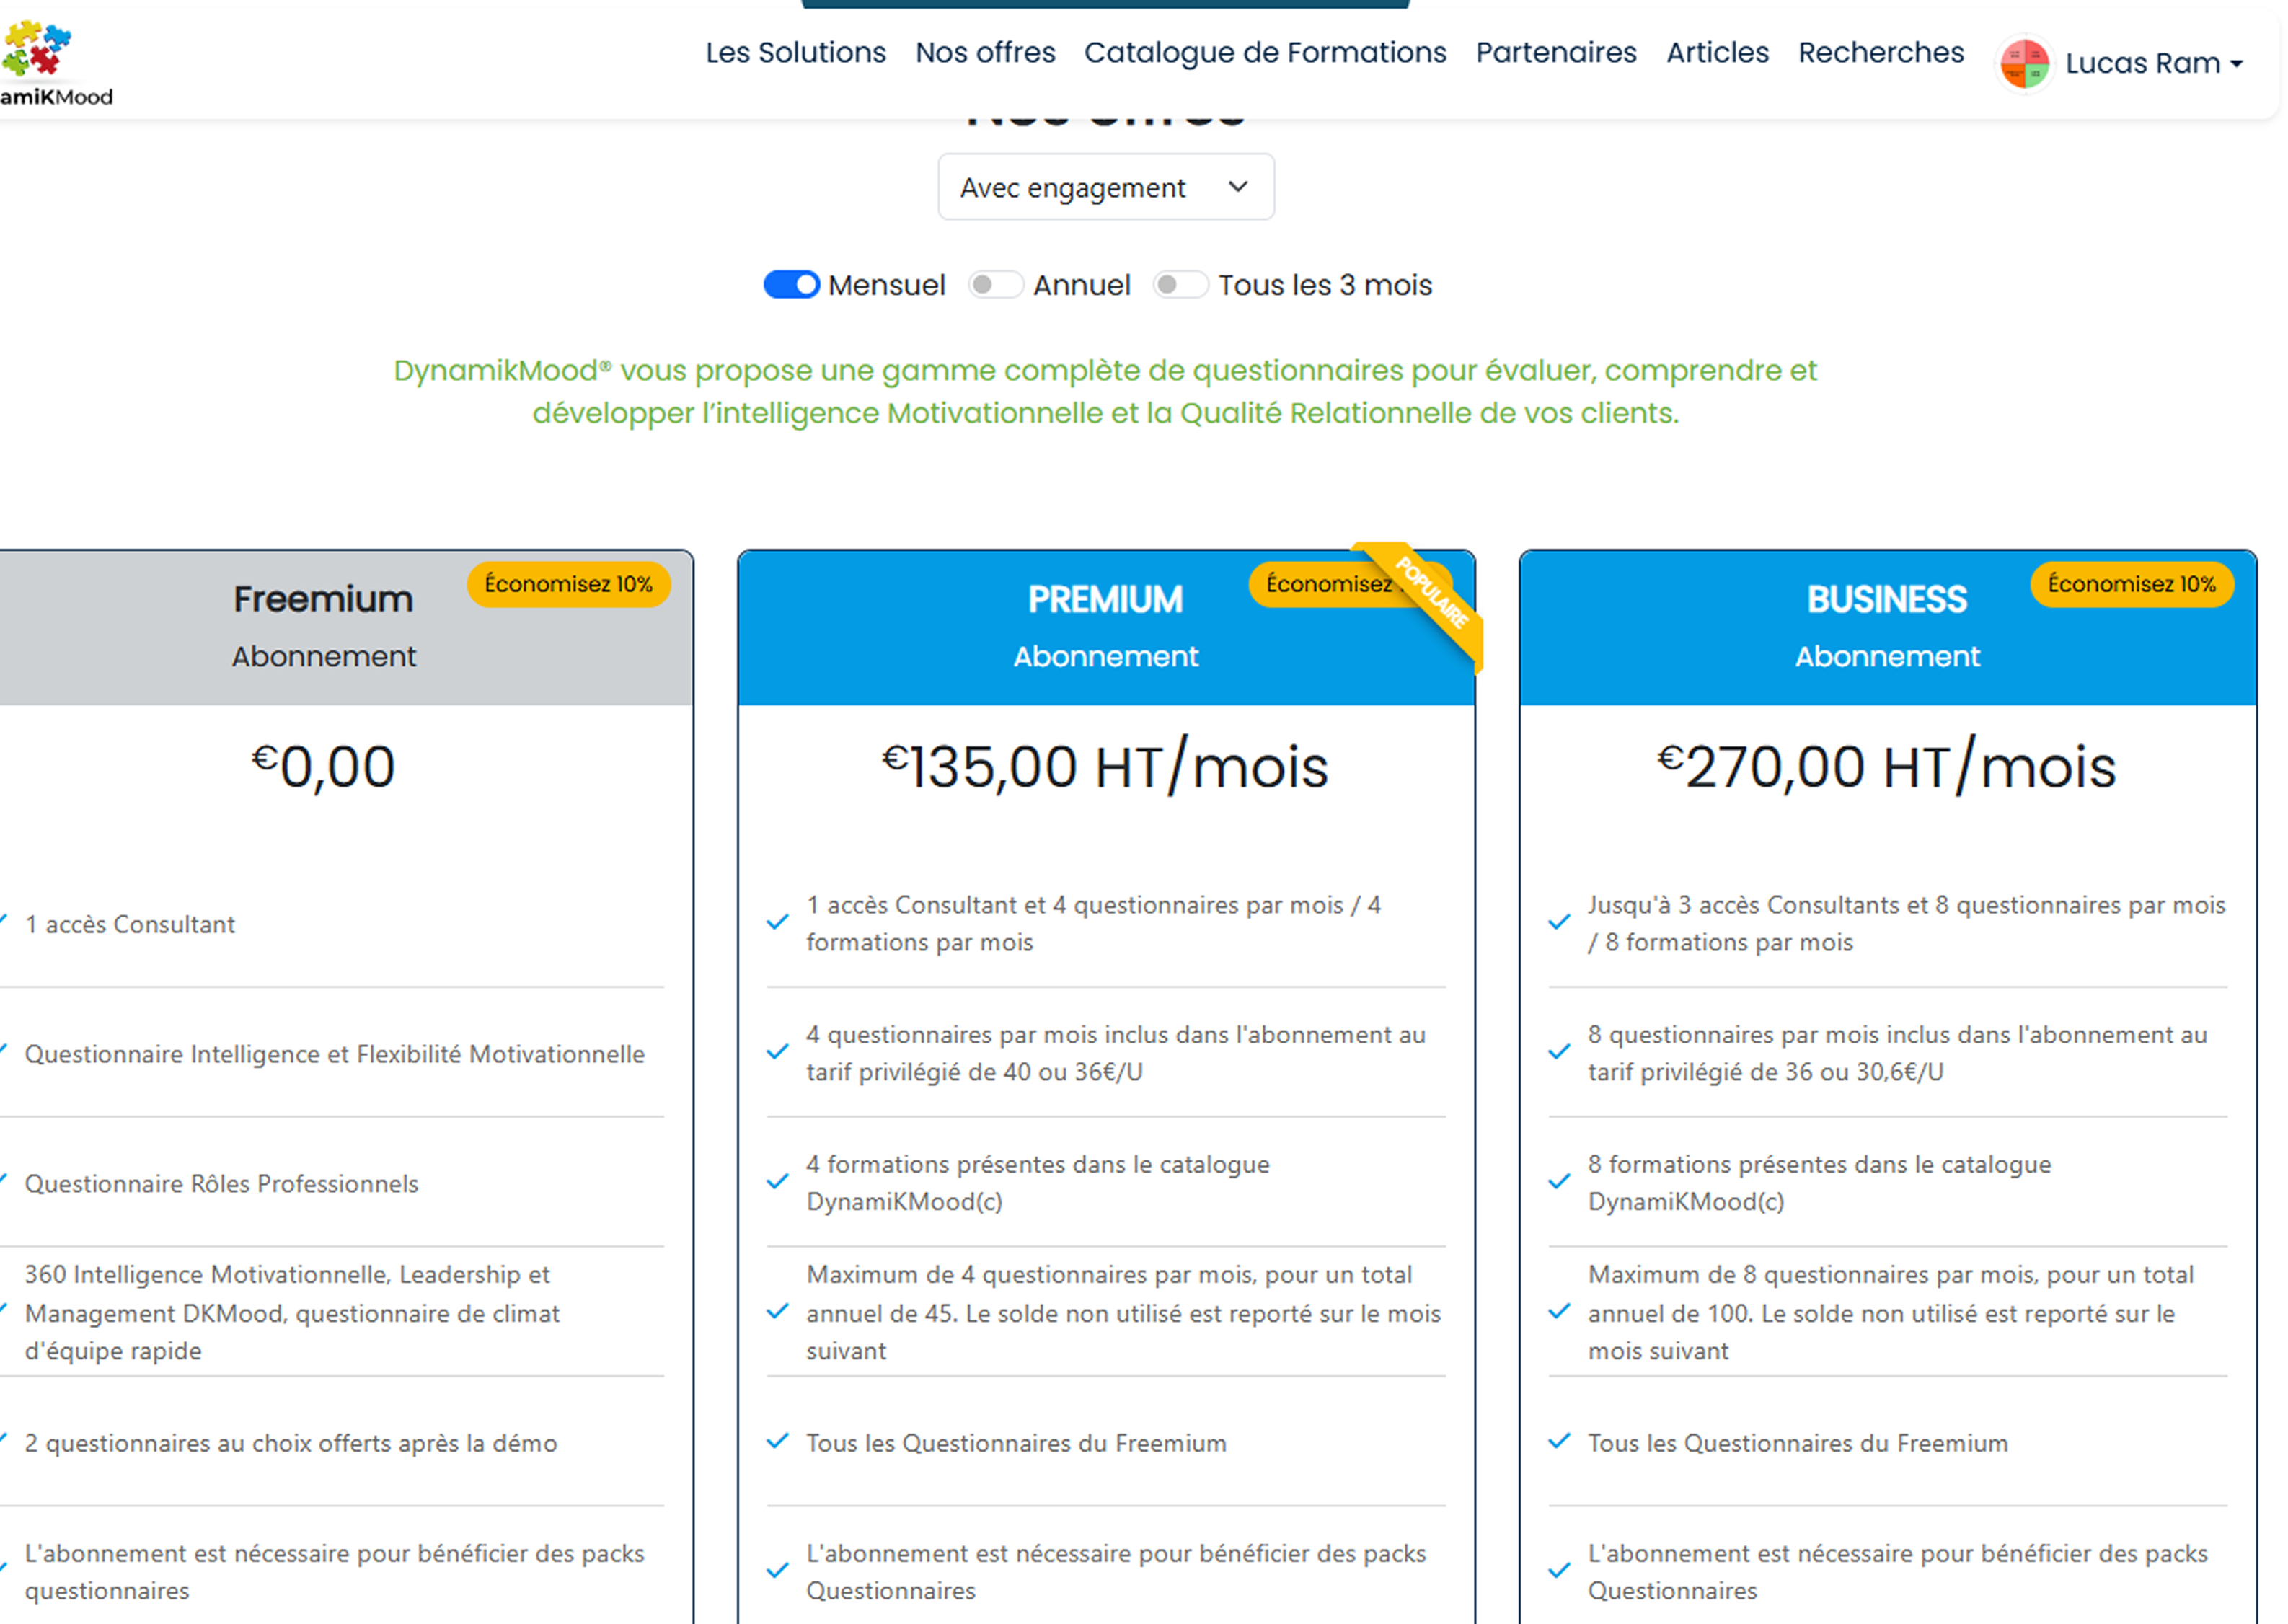 amiKMood
Les Solutions Nos offres Catalogue de Formations Partenaires Articles Recherches Lucas Ram
Avec engagement
Mensuel Annuel Tous les 3 mois
DynamikMood® vous propose une gamme complète de questionnaires pour évaluer, comprendre et
développer l'intelligence Motivationnelle et la Qualité Relationnelle de vos clients.
Freemium
Économisez 10%
Abonnement
€0,00
1 accès Consultant
Questionnaire Intelligence et Flexibilité Motivationnelle
Questionnaire Rôles Professionnels
360 Intelligence Motivationnelle, Leadership et
Management DKMood, questionnaire de climat
d'équipe rapide
2 questionnaires au choix offerts après la démo
L'abonnement est nécessaire pour bénéficier des packs
questionnaires
PREMIUM
Économisez
POPULAIRE
Abonnement
€135,00 HT/mois
1 accès Consultant et 4 questionnaires par mois / 4
formations par mois
4 questionnaires par mois inclus dans l'abonnement au
tarif privilégié de 40 ou 36€/U
4 formations présentes dans le catalogue
DynamiKMood(c)
Maximum de 4 questionnaires par mois, pour un total
annuel de 45. Le solde non utilisé est reporté sur le mois
suivant
Tous les Questionnaires du Freemium
L'abonnement est nécessaire pour bénéficier des packs
Questionnaires
BUSINESS
Économisez 10%
Abonnement
€270,00 HT/mois
Jusqu'à 3 accès Consultants et 8 questionnaires par mois
/ 8 formations par mois
8 questionnaires par mois inclus dans l'abonnement au
tarif privilégié de 36 ou 30,6€/U
8 formations présentes dans le catalogue
DynamiKMood(c)
Maximum de 8 questionnaires par mois, pour un total
annuel de 100. Le solde non utilisé est reporté sur le
mois suivant
Tous les Questionnaires du Freemium
L'abonnement est nécessaire pour bénéficier des packs
Questionnaires